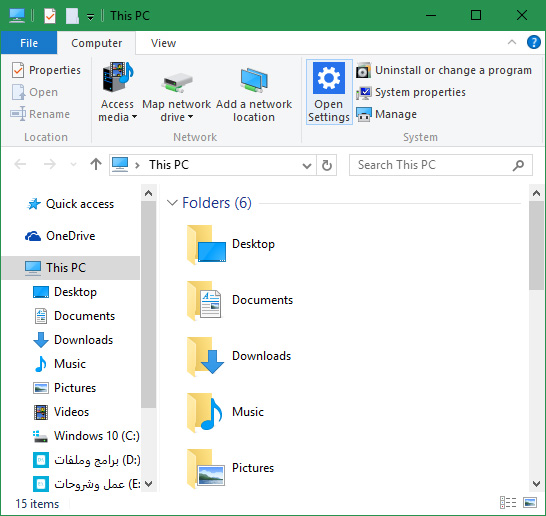 This PC
File Computer View
Properties
Open
Rename
Location
Access media
Map network drive
Add a network location
Network
Open Settings
Uninstall or change a program
System properties
Manage
System
This PC
Search This PC
Quick access
OneDrive
This PC
Desktop
Documents
Downloads
Music
Pictures
Videos
Windows 10 (C:)
برامج وملفات (D:)
عمل وشروحات (E:
Folders (6)
Desktop
Documents
Downloads
Music
Pictures
15 items